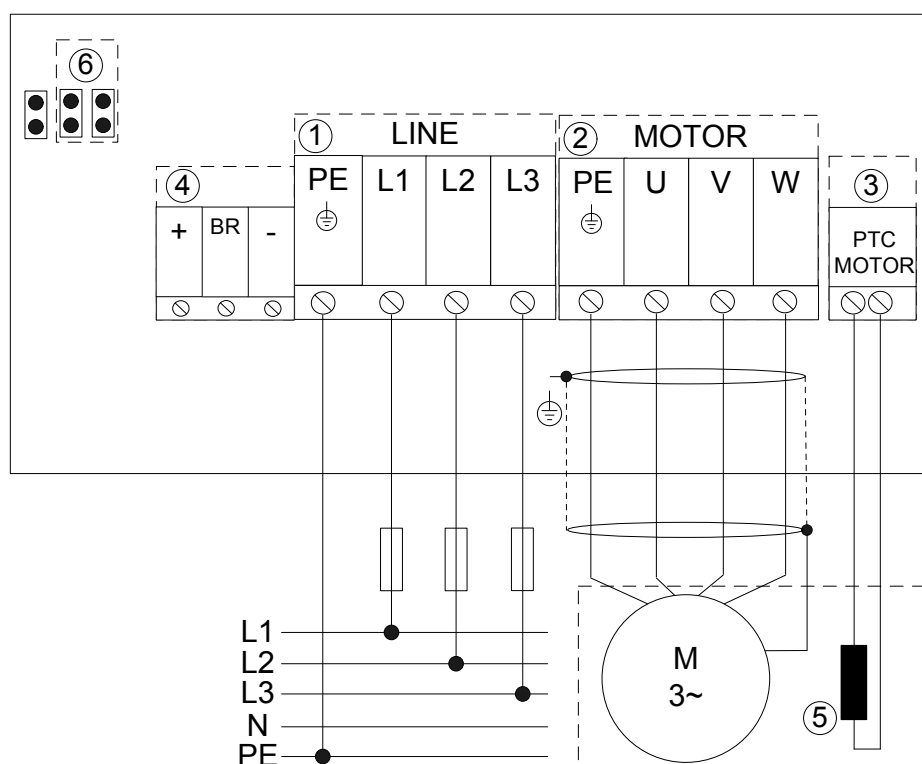 6
1 LINE
2 MOTOR
4
3
+ BR -
PE L1 L2 L3
PE U V W
PTC
MOTOR
L1
L2
L3
N
PE
M
3~
5